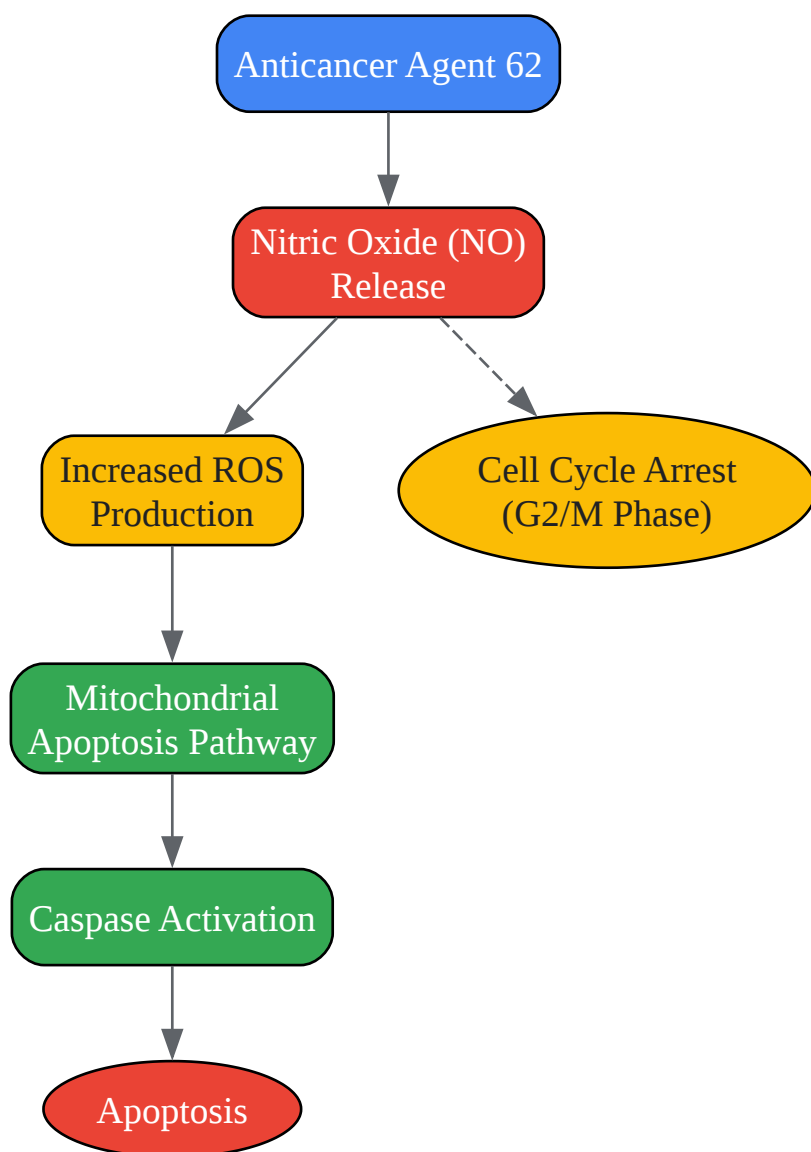 Anticancer Agent 62
Nitric Oxide (NO)
Release
Increased ROS
Production
Cell Cycle Arrest
(G2/M Phase)
Mitochondrial
Apoptosis Pathway
Caspase Activation
Apoptosis